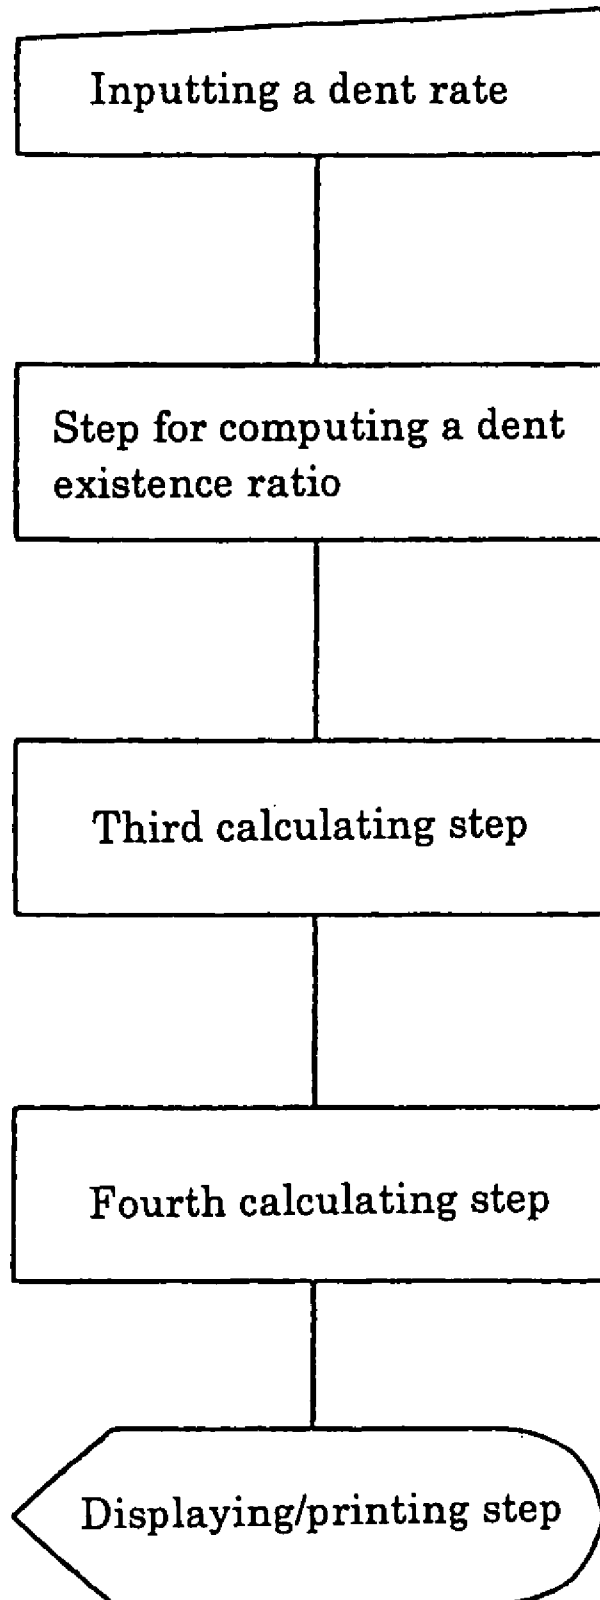 Inputting a dent rate
Step for computing a dent
existence ratio
Third calculating step
Fourth calculating step
Displaying/printing step